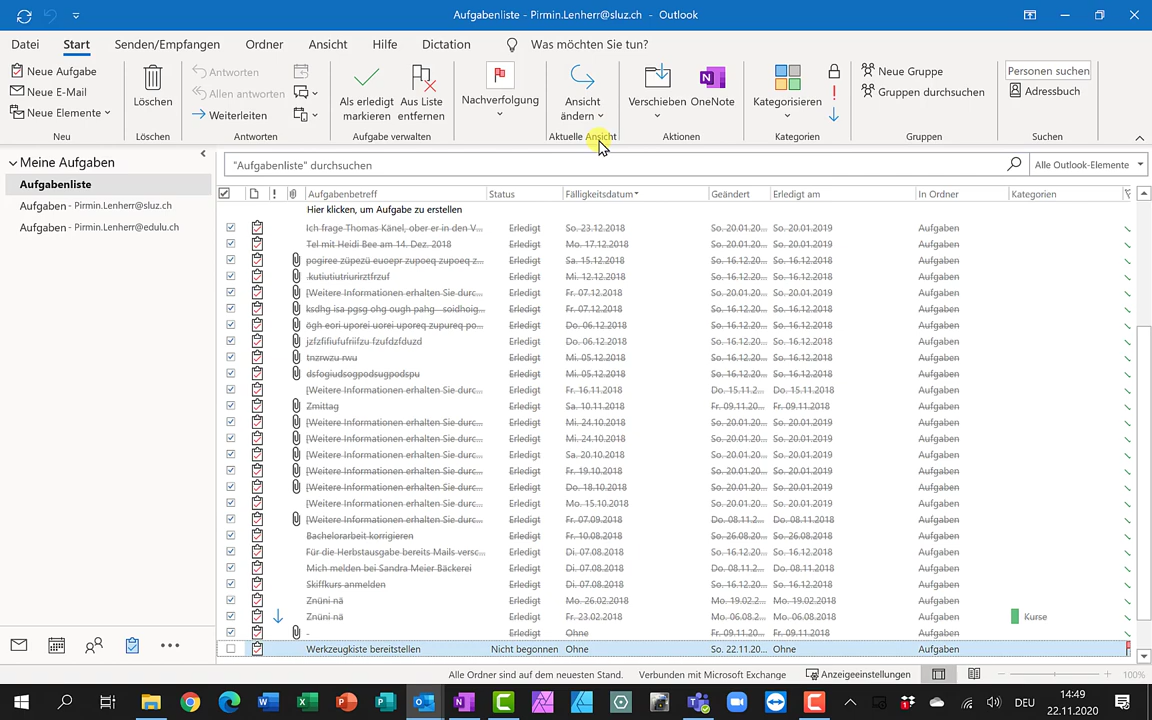 Aufgabenliste - Pirmin.Lenherr@sluz.ch - Outlook
Datei Start Senden/Empfangen Ordner Ansicht Hilfe Dictation Was möchten Sie tun?
Neue Aufgabe
Neue E-Mail
Neue Elemente
Neu
Löschen
Löschen
Antworten
Allen antworten
Weiterleiten
Antworten
Als erledigt markieren
Aus Liste entfernen
Aufgabe verwalten
Nachverfolgung
Ansicht ändern
Aktuelle Ansicht
Verschieben OneNote
Aktionen
Kategorisieren
Kategorien
Neue Gruppe
Gruppen durchsuchen
Gruppen
Personen suchen
Adressbuch
Suchen
Meine Aufgaben
Aufgabenliste
Aufgaben - Pirmin.Lenherr@sluz.ch
Aufgaben - Pirmin.Lenherr@edulu.ch
"Aufgabenliste" durchsuchen Alle Outlook-Elemente
Aufgabenbetreff Status Fälligkeitsdatum Geändert Erledigt am In Ordner Kategorien
Hier klicken, um Aufgabe zu erstellen
Ich frage Thomas Känel, ober er in den V... Erledigt So. 23.12.2018 So. 20.01.20... So. 20.01.2019 Aufgaben
Tel mit Heidi Bee am 14. Dez. 2018 Erledigt Mo. 17.12.2018 So. 20.01.20... So. 20.01.2019 Aufgaben
pogiree züpezü euoepr zupoeq zupoeq z... Erledigt Sa. 15.12.2018 So. 16.12.20... So. 16.12.2018 Aufgaben
.kutiutiutriurirztfrzuf Erledigt Mi. 12.12.2018 So. 16.12.20... So. 16.12.2018 Aufgaben
[Weitere Informationen erhalten Sie durc... Erledigt Fr. 07.12.2018 So. 20.01.20... So. 20.01.2019 Aufgaben
ksdhg isa pgsg ohg ough pahg - soidhoig... Erledigt Fr. 07.12.2018 So. 16.12.20... So. 16.12.2018 Aufgaben
ögh eori uporei uorei uporeq zupureq po... Erledigt Do. 06.12.2018 So. 16.12.20... So. 16.12.2018 Aufgaben
jzfzfifiufufriifzu fzufdzfduzd Erledigt Do. 06.12.2018 So. 16.12.20... So. 16.12.2018 Aufgaben
tnzrwzu rwu Erledigt Mi. 05.12.2018 So. 16.12.20... So. 16.12.2018 Aufgaben
dsfogiudsogpodsugpodspu Erledigt Mi. 05.12.2018 So. 16.12.20... So. 16.12.2018 Aufgaben
[Weitere Informationen erhalten Sie durc... Erledigt Fr. 16.11.2018 Do. 15.11.2... Do. 15.11.2018 Aufgaben
Zmittag Erledigt Sa. 10.11.2018 Fr. 09.11.20... Fr. 09.11.2018 Aufgaben
[Weitere Informationen erhalten Sie durc... Erledigt Mi. 24.10.2018 So. 20.01.20... So. 20.01.2019 Aufgaben
[Weitere Informationen erhalten Sie durc... Erledigt Mi. 24.10.2018 So. 20.01.20... So. 20.01.2019 Aufgaben
[Weitere Informationen erhalten Sie durc... Erledigt Sa. 20.10.2018 So. 20.01.20... So. 20.01.2019 Aufgaben
[Weitere Informationen erhalten Sie durc... Erledigt Fr. 19.10.2018 So. 20.01.20... So. 20.01.2019 Aufgaben
[Weitere Informationen erhalten Sie durc... Erledigt Do. 18.10.2018 So. 20.01.20... So. 20.01.2019 Aufgaben
[Weitere Informationen erhalten Sie durc... Erledigt Mo. 15.10.2018 So. 20.01.20... So. 20.01.2019 Aufgaben
[Weitere Informationen erhalten Sie durc... Erledigt Fr. 07.09.2018 Do. 08.11.2... Do. 08.11.2018 Aufgaben
Bachelorarbeit korrigieren Erledigt Fr. 10.08.2018 So. 26.08.20... So. 26.08.2018 Aufgaben
Für die Herbstausgabe bereits Mails versc... Erledigt Di. 07.08.2018 So. 16.12.20... So. 16.12.2018 Aufgaben
Mich melden bei Sandra Meier Bäckerei Erledigt Di. 07.08.2018 Do. 08.11.2... Do. 08.11.2018 Aufgaben
Skiffkurs anmelden Erledigt Di. 07.08.2018 So. 16.12.20... So. 16.12.2018 Aufgaben
Znüni nä Erledigt Mo. 26.02.2018 Mo. 19.02.2... Mo. 19.02.2018 Aufgaben
Znüni nä Erledigt Fr. 23.02.2018 Mo. 06.08.2... Mo. 06.08.2018 Aufgaben Kurse
- Erledigt Ohne Fr. 09.11.20... Fr. 09.11.2018 Aufgaben
Werkzeugkiste bereitstellen Nicht begonnen Ohne So. 22.11.20... Ohne Aufgaben
Alle Ordner sind auf dem neuesten Stand. Verbunden mit Microsoft Exchange Anzeigeeinstellungen 100%
DEU 14:49
22.11.2020